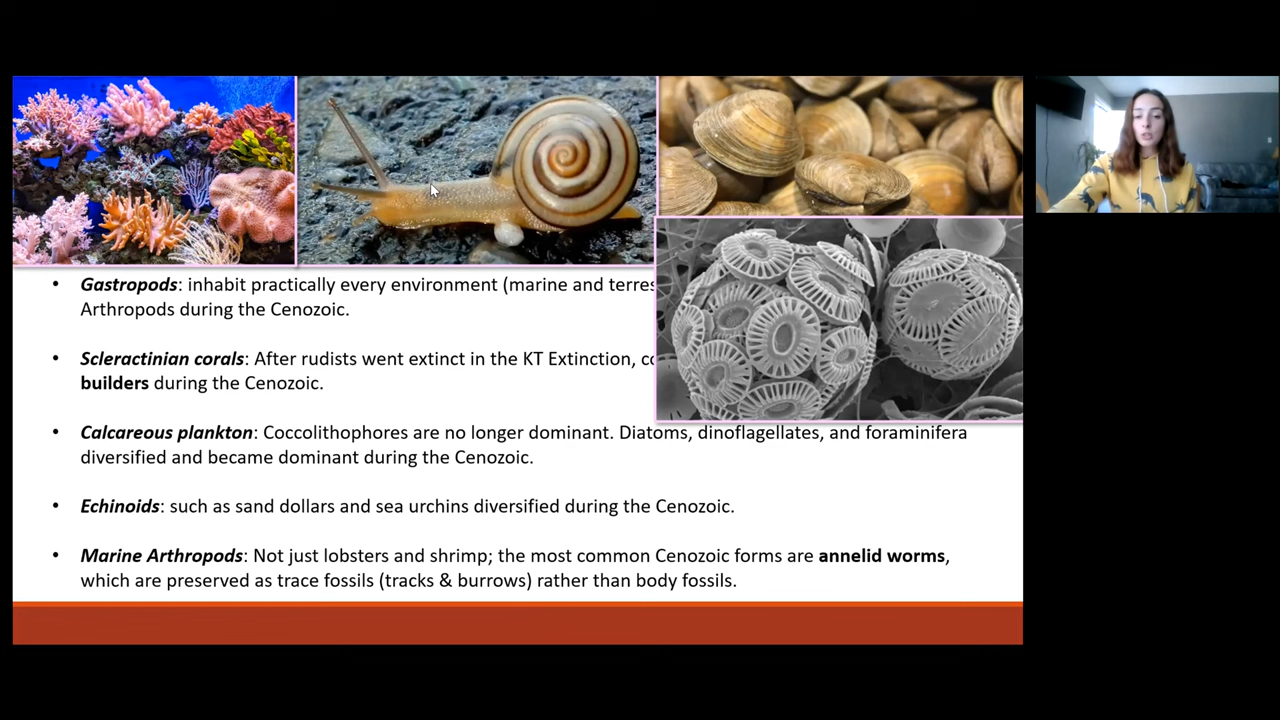 • Gastropods: inhabit practically every environment (marine and
Arthropods during the Cenozoic.
• Scleractinian corals: After rudists went extinct in the KT Extinction,
builders during the Cenozoic.
• Calcareous plankton: Coccolithophores are no longer dominant. Diatoms, dinoflagellates, and foraminifera
diversified and became dominant during the Cenozoic.
• Echinoids: such as sand dollars and sea urchins diversified during the Cenozoic.
• Marine Arthropods: Not just lobsters and shrimp; the most common Cenozoic forms are annelid worms,
which are preserved as trace fossils (tracks & burrows) rather than body fossils.